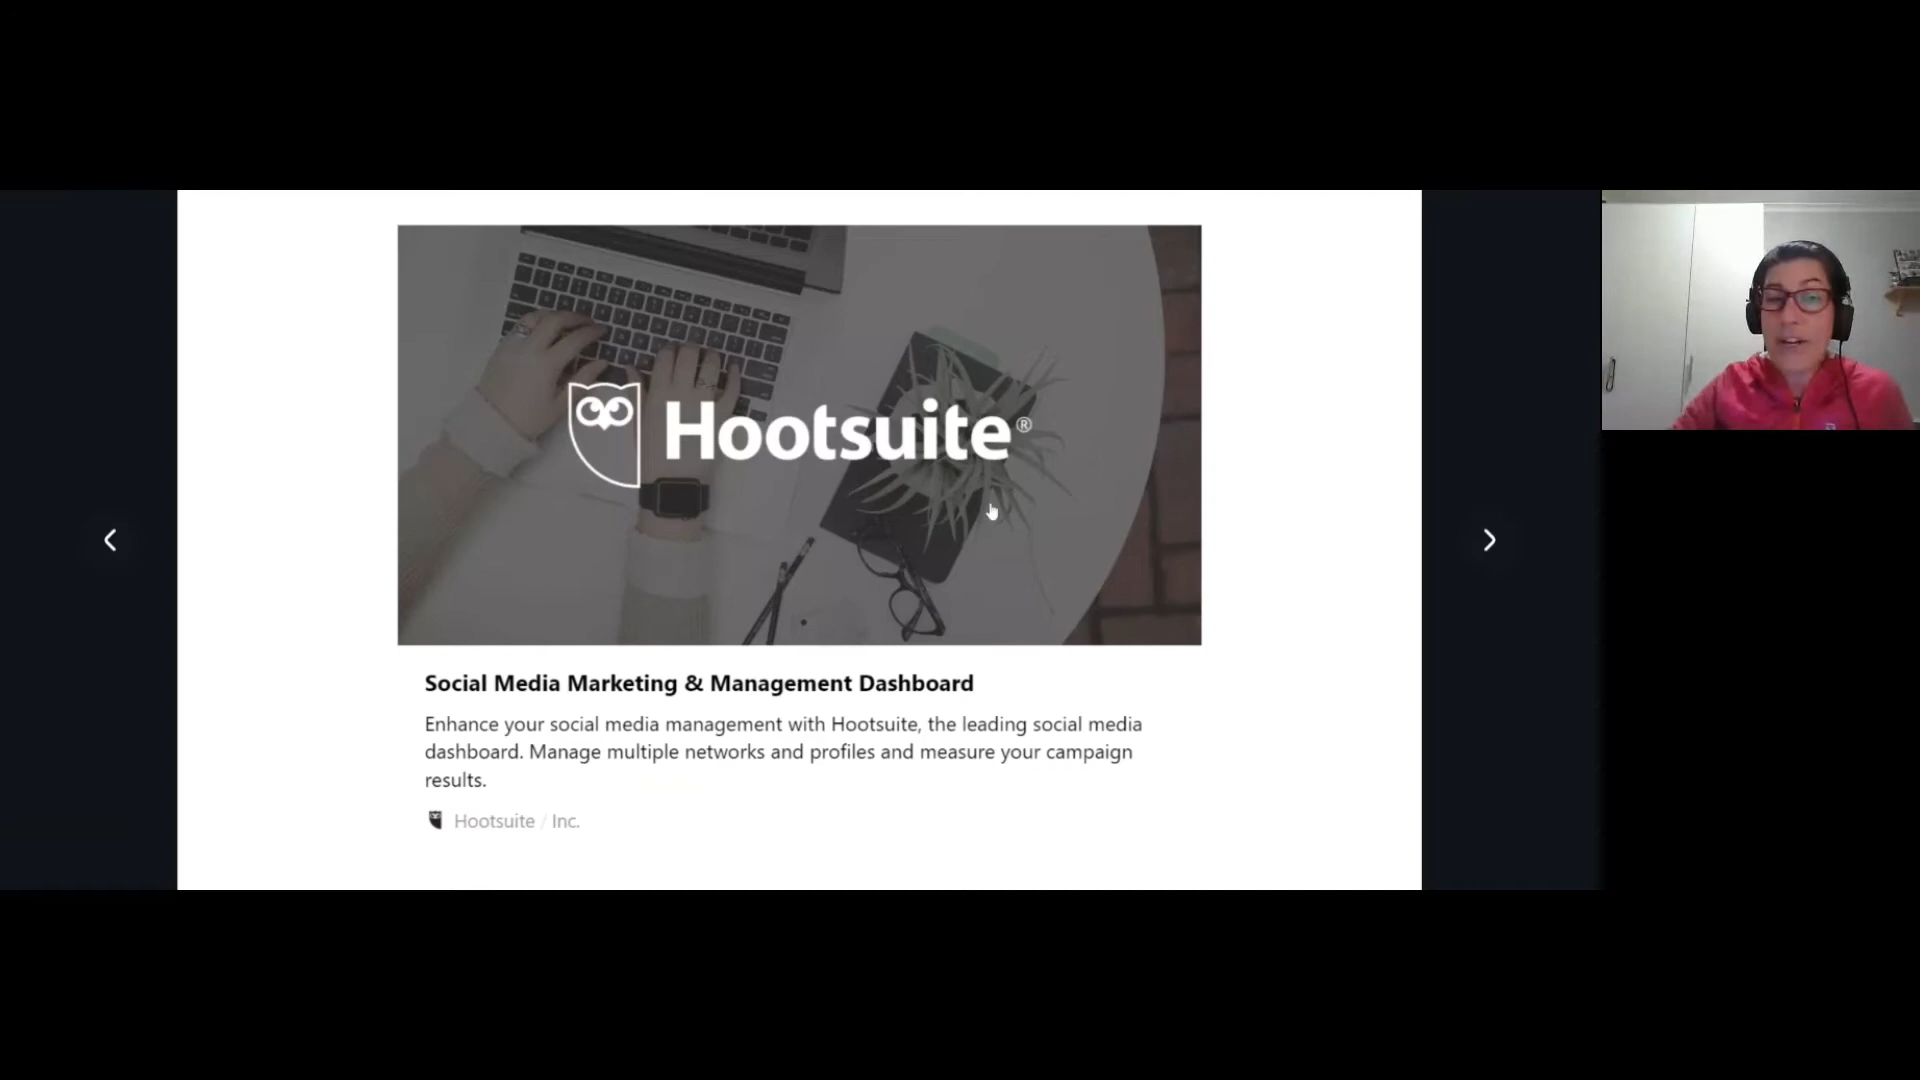 Hootsuite®
Social Media Marketing & Management Dashboard
Enhance your social media management with Hootsuite, the leading social media
dashboard. Manage multiple networks and profiles and measure your campaign
results.
Hootsuite / Inc.